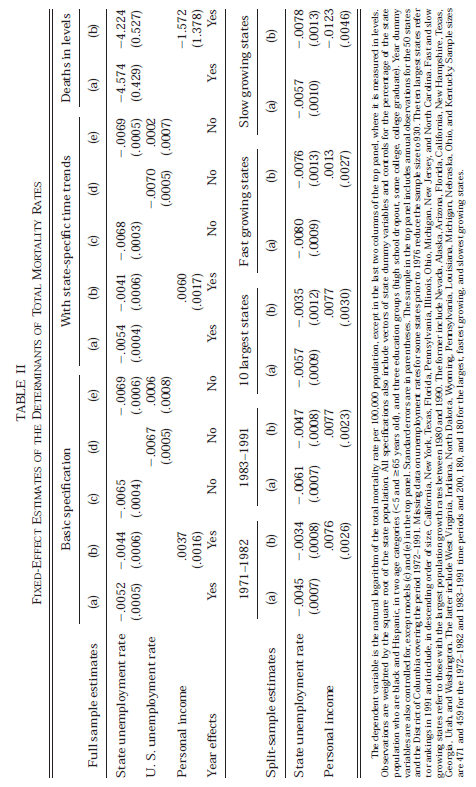 TABLE II
FIXED-EFFECT ESTIMATES OF THE DETERMINANTS OF TOTAL MORTALITY RATES
Basic specification With state-specific time trends Deaths in levels
Full sample estimates (a) (b) (c) (d) (e) (a) (b) (c) (d) (e) (a) (b)
State unemployment rate −.0052 −.0044 −.0065 −.0069 −.0054 −.0041 −.0068 −.0069 −4.574 −4.224
(.0005) (.0006) (.0004) (.0006) (.0004) (.0006) (.0003) (.0005) (0.429) (0.527)
U. S. unemployment rate −.0067 .0006 −.0070 .0002
(.0005) (.0008) (.0005) (.0007)
Personal income .0037 .0060 −1.572
(.0016) (.0017) (1.378)
Year effects Yes Yes No No No Yes Yes No No No Yes Yes
1971–1982 1983–1991 10 largest states Fast growing states Slow growing states
Split-sample estimates (a) (b) (a) (b) (a) (b) (a) (b) (a) (b)
State unemployment rate −.0045 −.0034 −.0061 −.0047 −.0057 −.0035 −.0080 −.0076 −.0057 −.0078
(.0007) (.0008) (.0007) (.0008) (.0009) (.0012) (.0009) (.0013) (.0010) (.0013)
Personal income .0076 .0077 .0077 .0013 −.0123
(.0026) (.0023) (.0030) (.0027) (.0046)
The dependent variable is the natural logarithm of the total mortality rate per 100,000 population, except in the last two columns of the top panel, where it is measured in levels.
Observations are weighted by the square root of the state population. All specifications also include vectors of state dummy variables and controls for the percentage of the state
population who are black and Hispanic, in two age categories (<5 and ≥65 years old), and three education groups (high school dropout, some college, college graduate). Year dummy
variables are also controlled for, except models (c) and (e) in the top panel. Standard errors are in parentheses. The sample in the top panel includes annual observations for the 50 states
and the District of Columbia covering the period 1972–1991. Missing data on unemployment rates for some states prior to 1976 reduce the sample size to 930. The ten largest states refer
to rankings in 1991 and include, in descending order of size, California, New York, Texas, Florida, Pennsylvania, Illinois, Ohio, Michigan, New Jersey, and North Carolina. Fast and slow
growing states refer to those with the largest population growth rates between 1980 and 1990. The former include Nevada, Alaska, Arizona, Florida, California, New Hampshire, Texas,
Georgia, Utah, and Washington. The latter include West Virginia, Indiana, North Dakota, Wyoming, Pennsylvania, Louisiana, Michigan, Nebraska, Ohio, and Kentucky. Sample sizes
are 471 and 459 for the 1972–1982 and 1983–1991 time periods and 200, 180, and 180 for the largest, fastest growing, and slowest growing states.